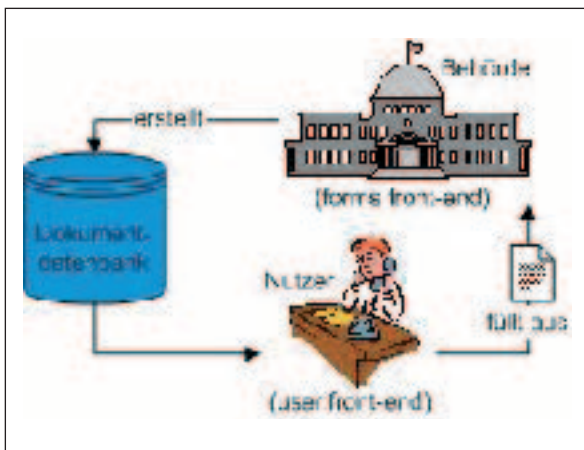 Behörde
erstellt
(forms front-end)
Dokument-
datenbank
Nutzer
füllt aus
(user front-end)